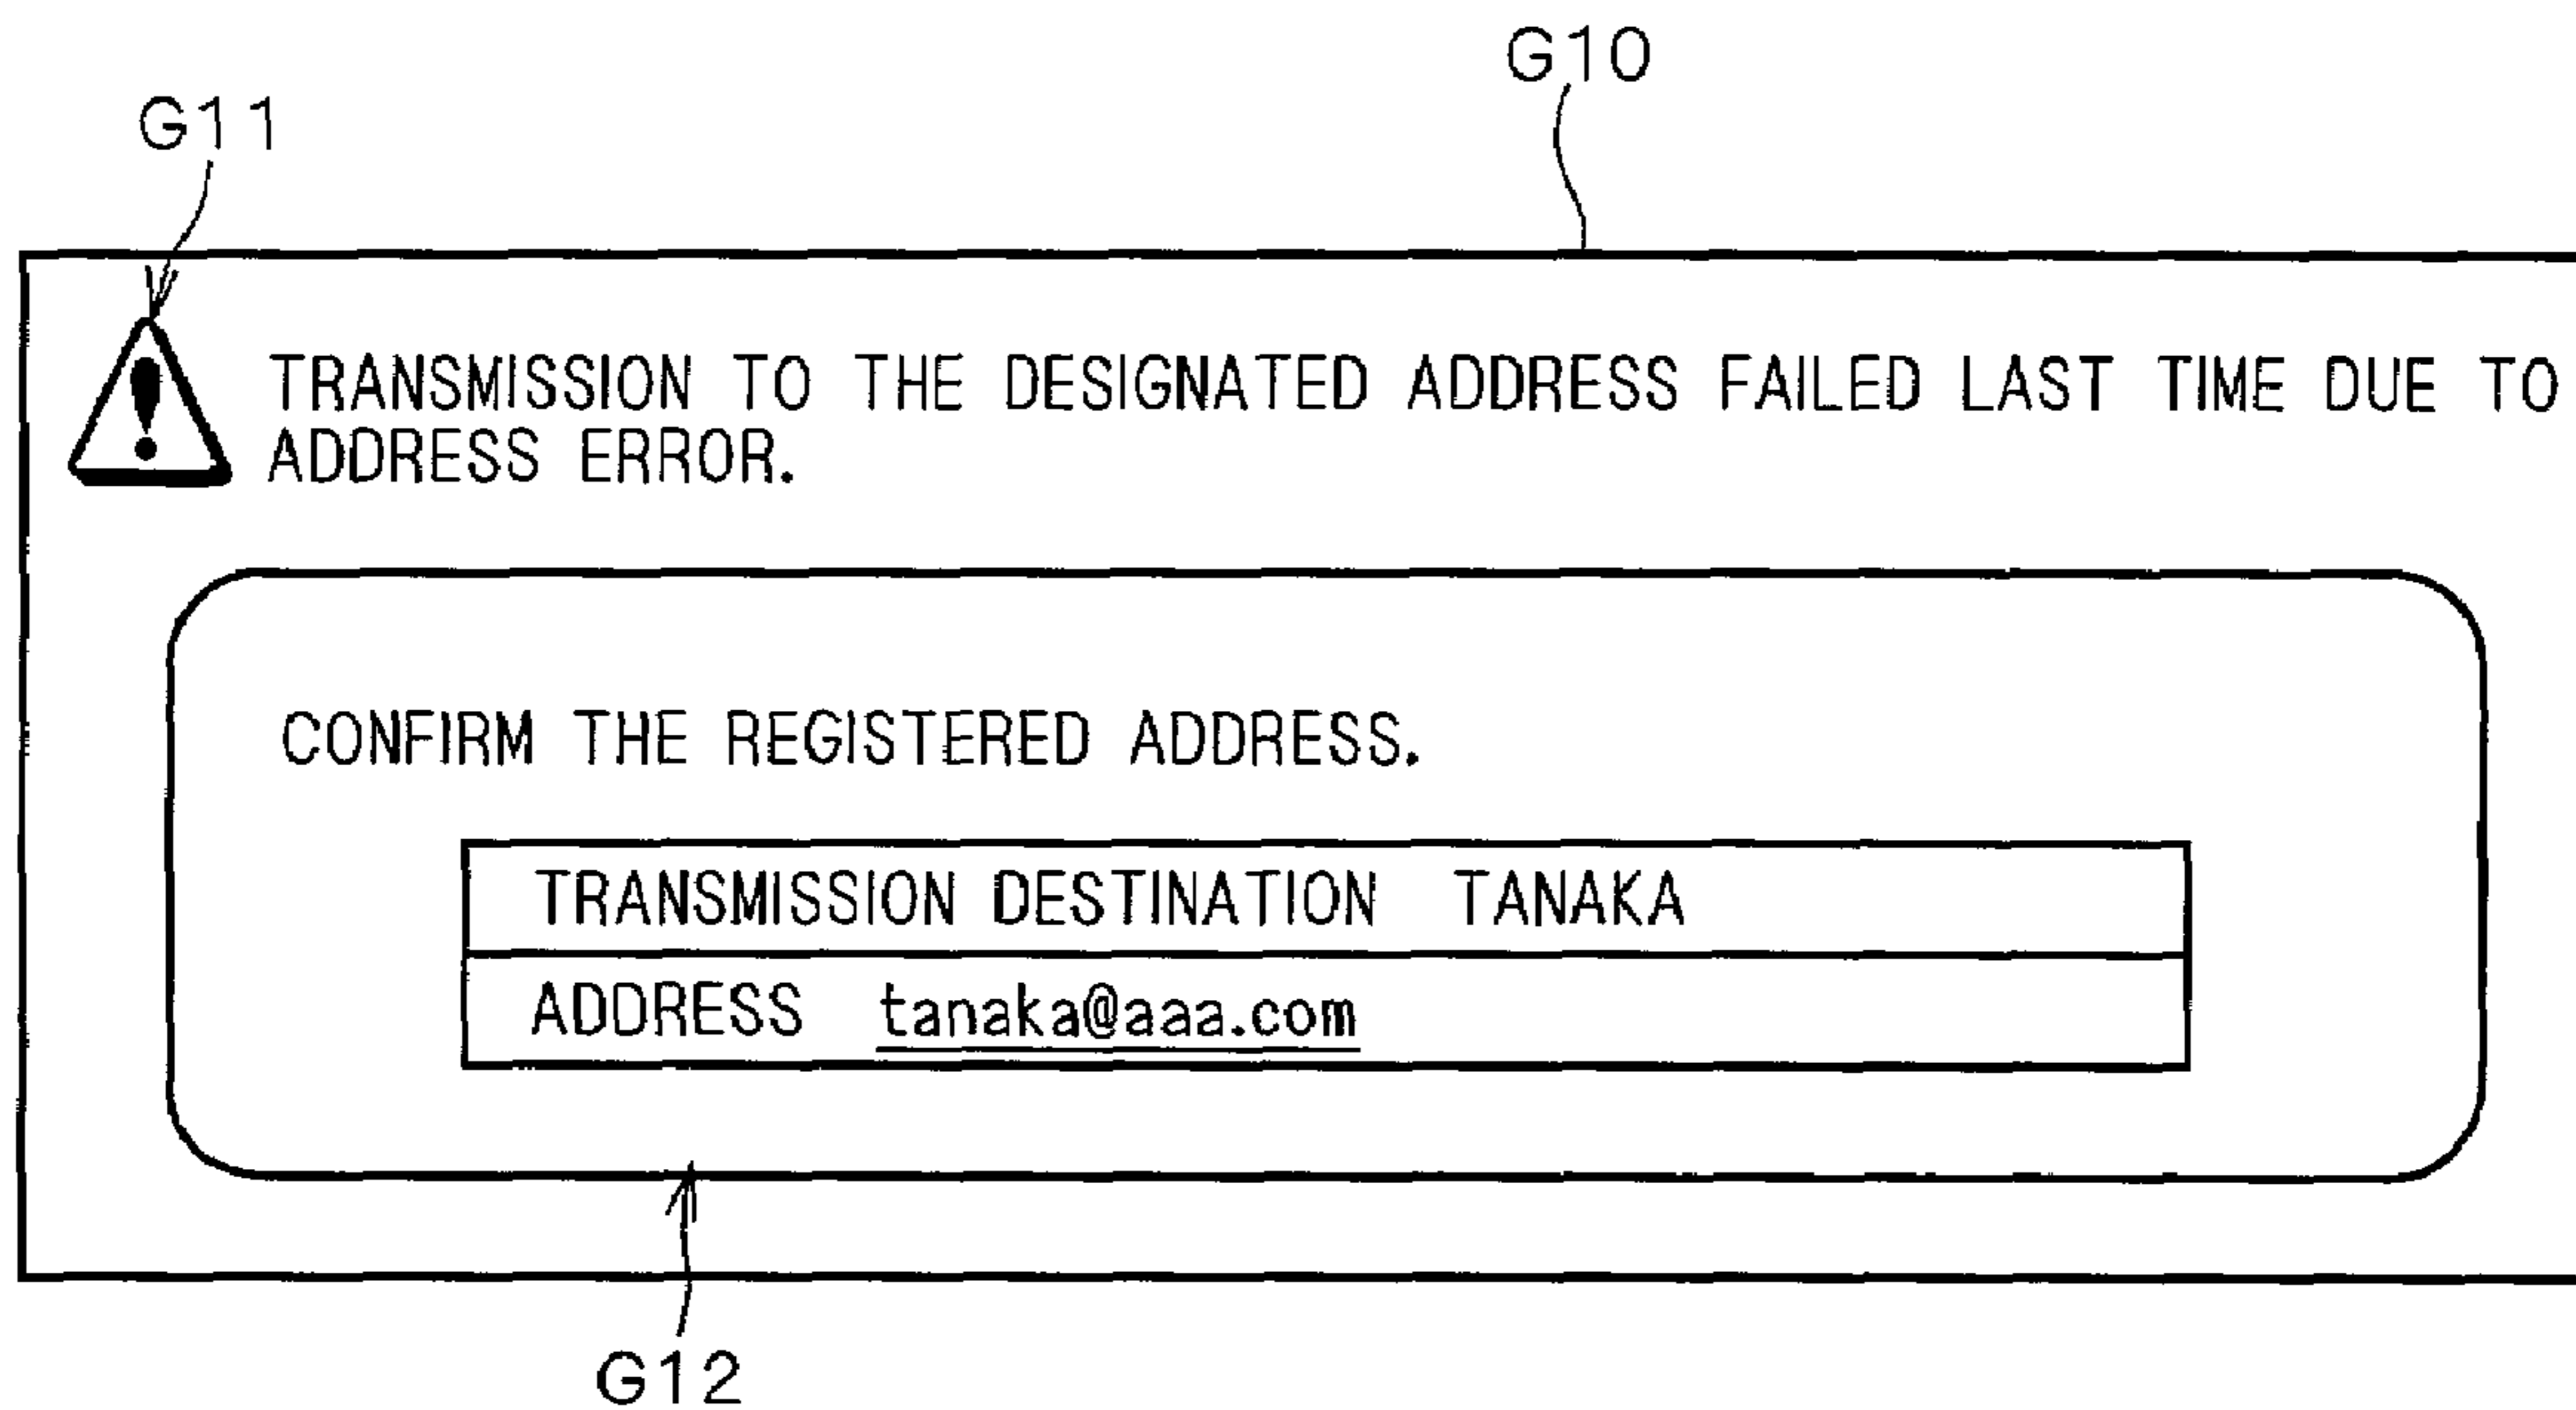 G10
G11
TRANSMISSION TO THE DESIGNATED ADDRESS FAILED LAST TIME DUE TO
ADDRESS ERROR.
CONFIRM THE REGISTERED ADDRESS.
TRANSMISSION DESTINATION TANAKA
ADDRESS tanaka@aaa.com
G12